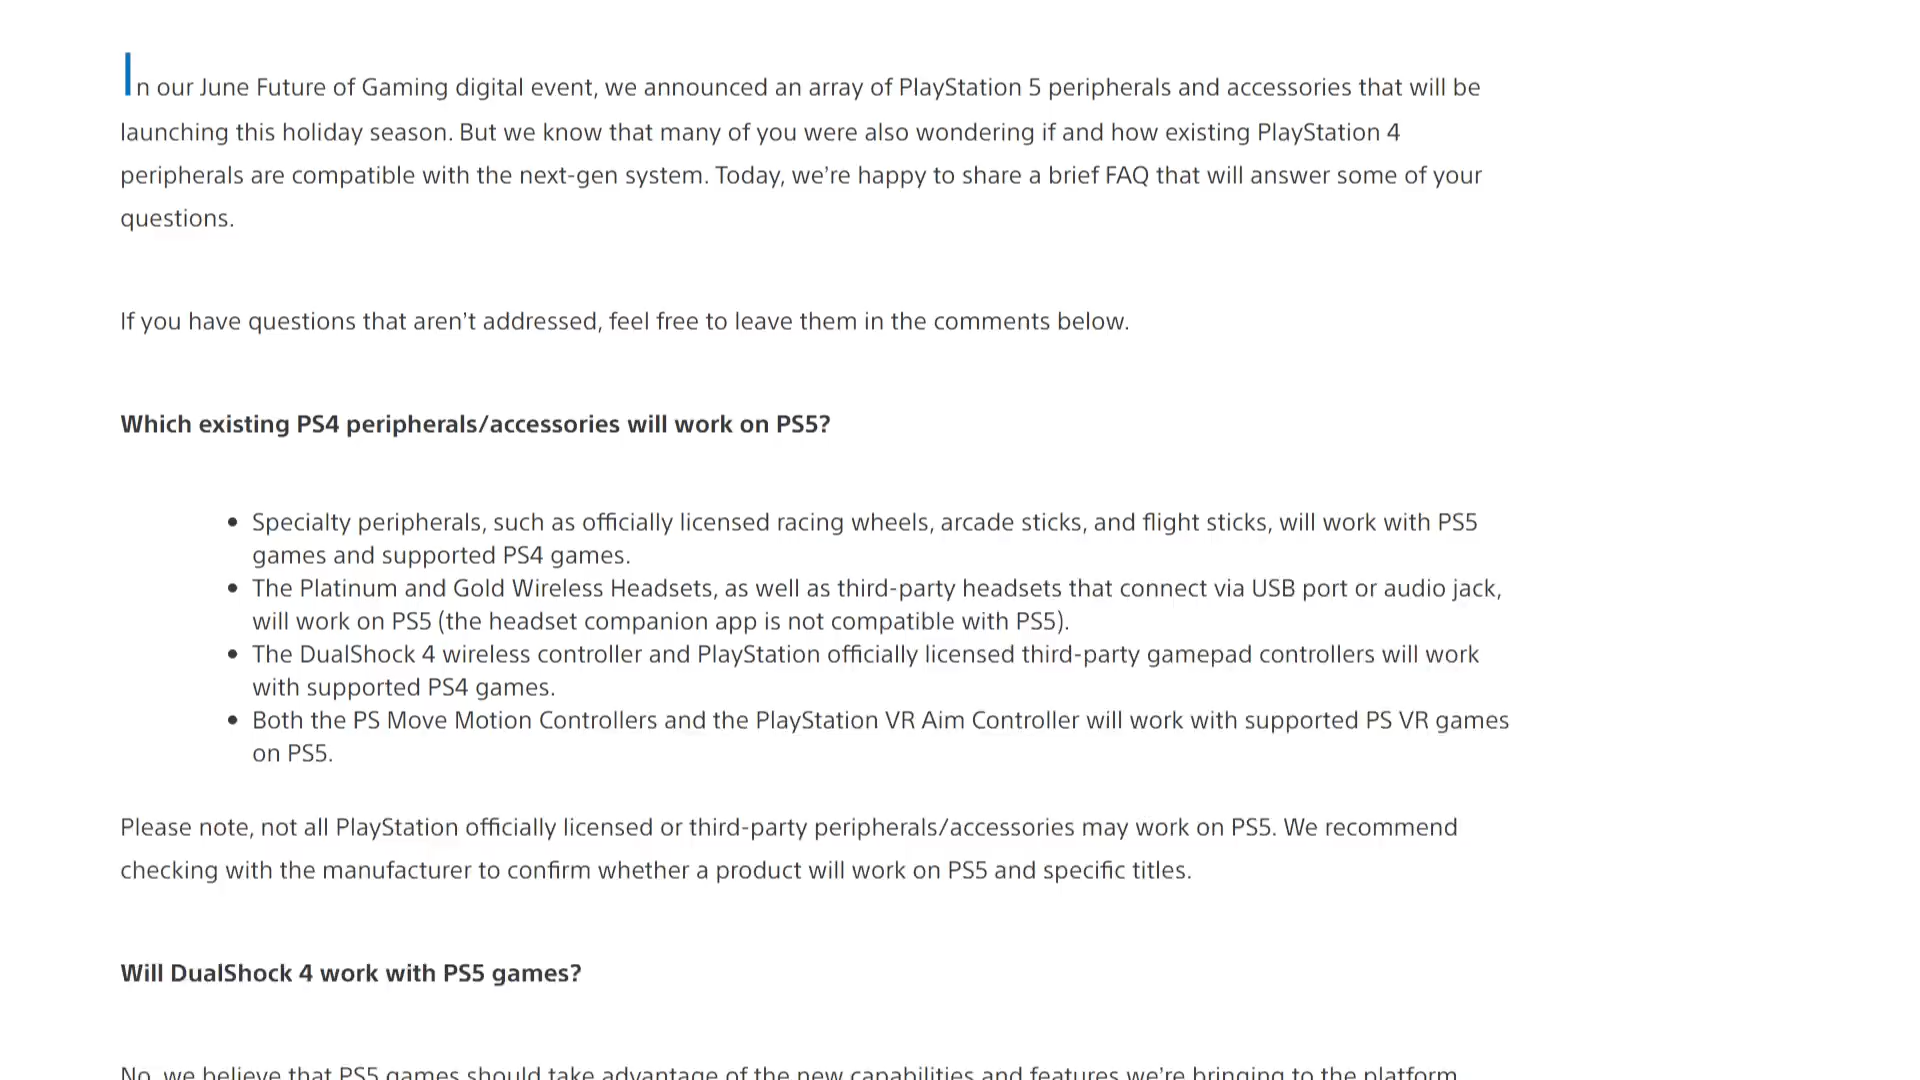 In our June Future of Gaming digital event, we announced an array of PlayStation 5 peripherals and accessories that will be
launching this holiday season. But we know that many of you were also wondering if and how existing PlayStation 4
peripherals are compatible with the next-gen system. Today, we’re happy to share a brief FAQ that will answer some of your
questions.
If you have questions that aren’t addressed, feel free to leave them in the comments below.
Which existing PS4 peripherals/accessories will work on PS5?
• Specialty peripherals, such as officially licensed racing wheels, arcade sticks, and flight sticks, will work with PS5
games and supported PS4 games.
• The Platinum and Gold Wireless Headsets, as well as third-party headsets that connect via USB port or audio jack,
will work on PS5 (the headset companion app is not compatible with PS5).
• The DualShock 4 wireless controller and PlayStation officially licensed third-party gamepad controllers will work
with supported PS4 games.
• Both the PS Move Motion Controllers and the PlayStation VR Aim Controller will work with supported PS VR games
on PS5.
Please note, not all PlayStation officially licensed or third-party peripherals/accessories may work on PS5. We recommend
checking with the manufacturer to confirm whether a product will work on PS5 and specific titles.
Will DualShock 4 work with PS5 games?
No, we believe that PS5 games should take advantage of the new capabilities and features we’re bringing to the platform,